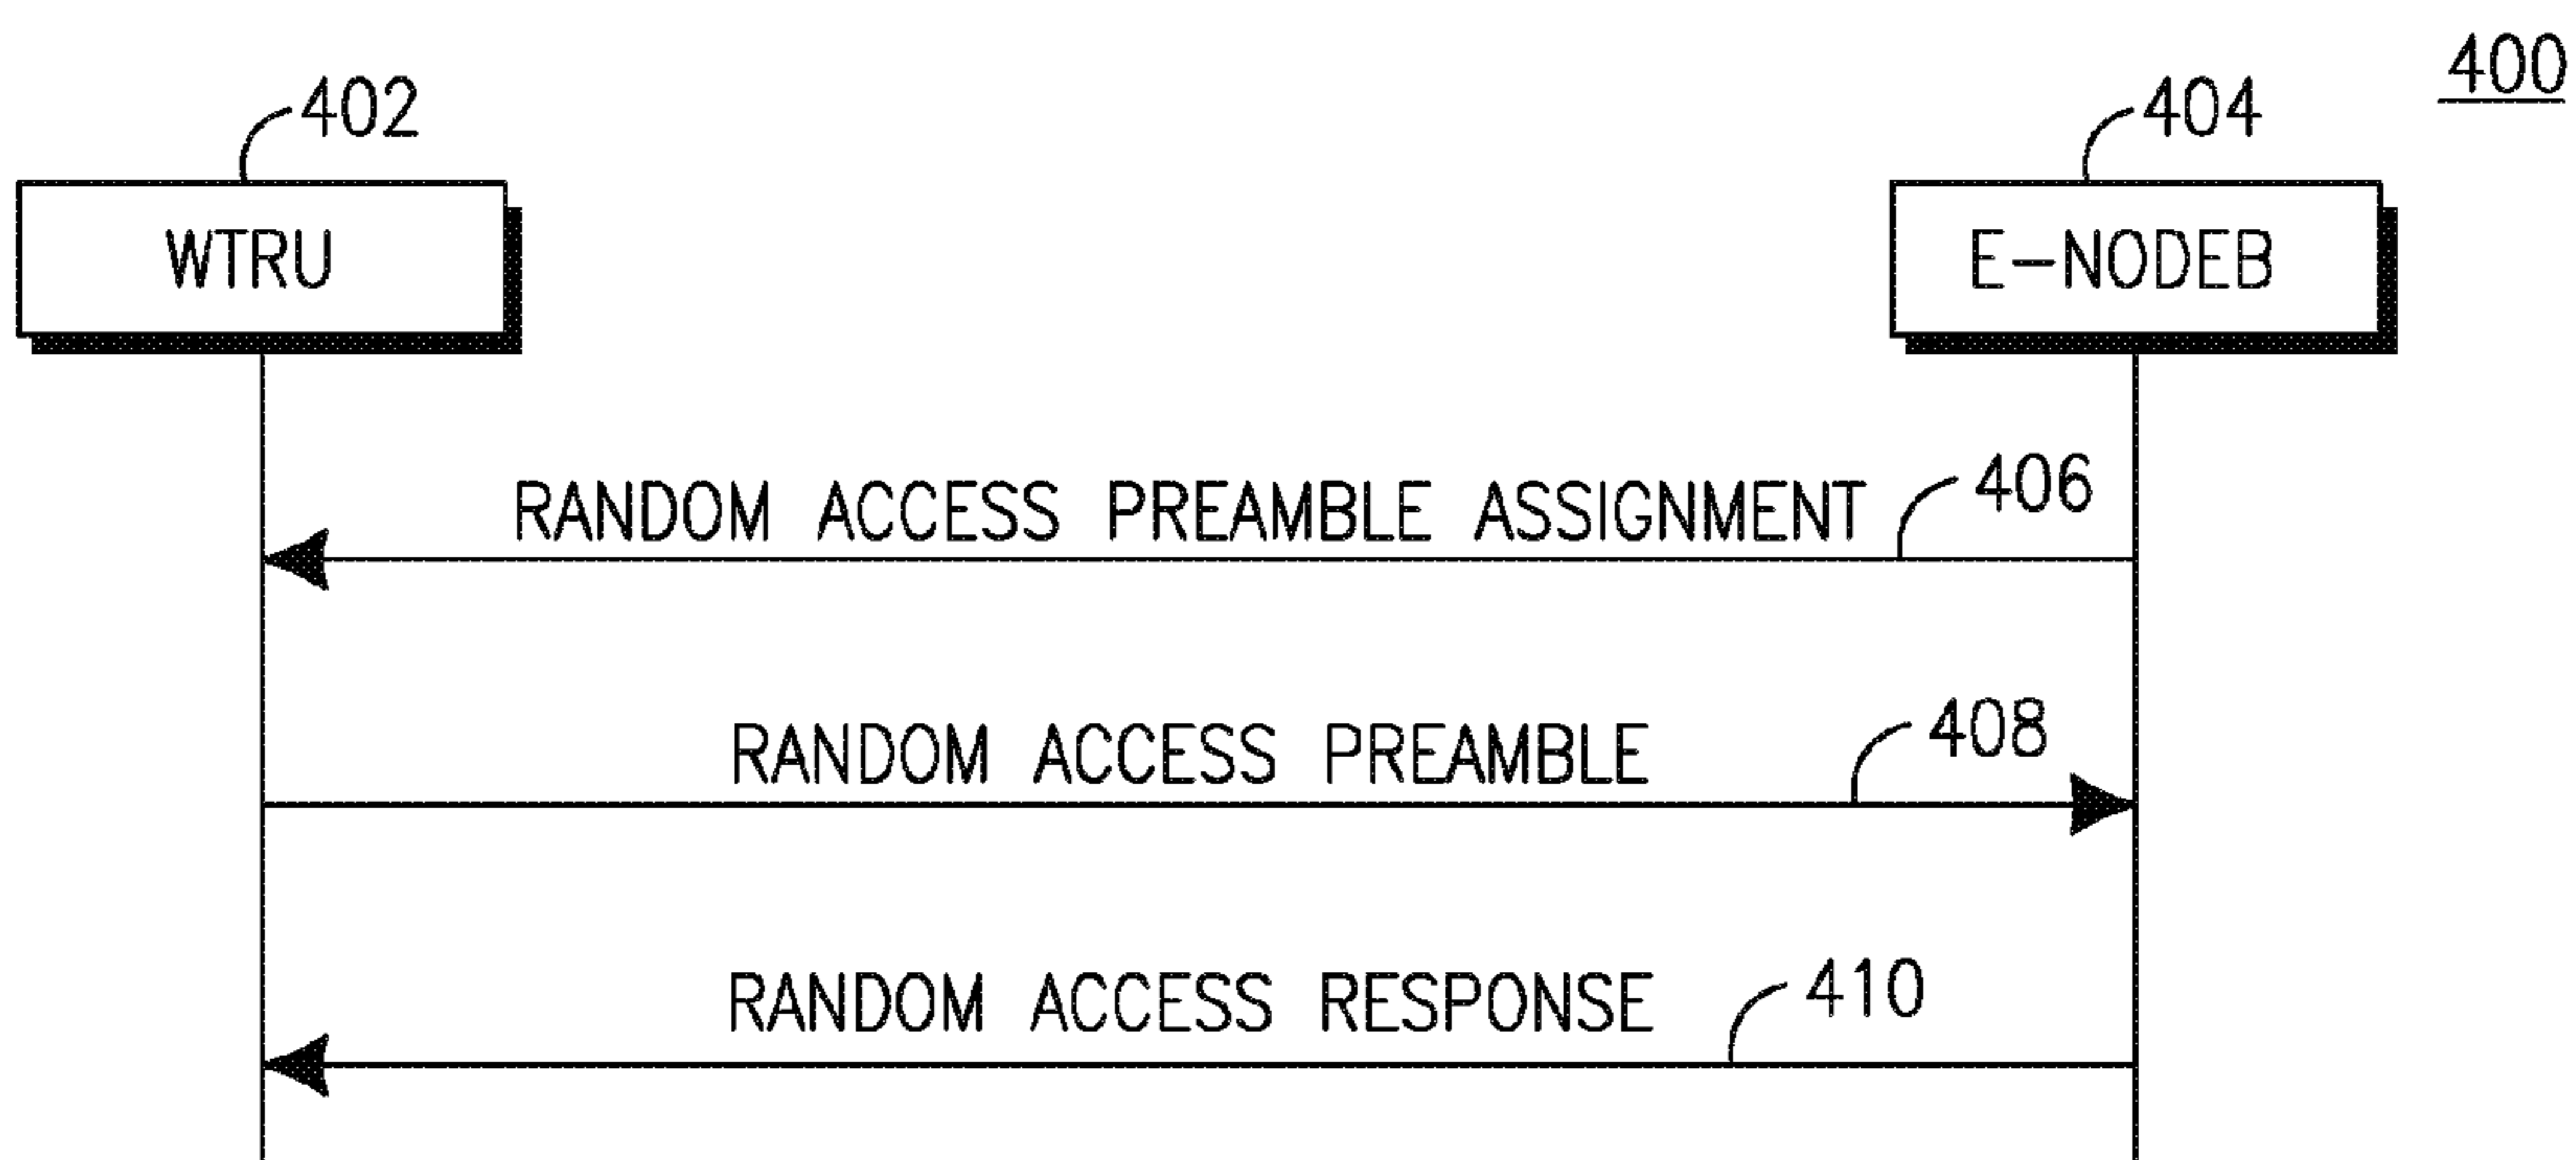 400
402
404
WTRU
E-NODEB
RANDOM ACCESS PREAMBLE ASSIGNMENT
406
RANDOM ACCESS PREAMBLE
408
RANDOM ACCESS RESPONSE
410